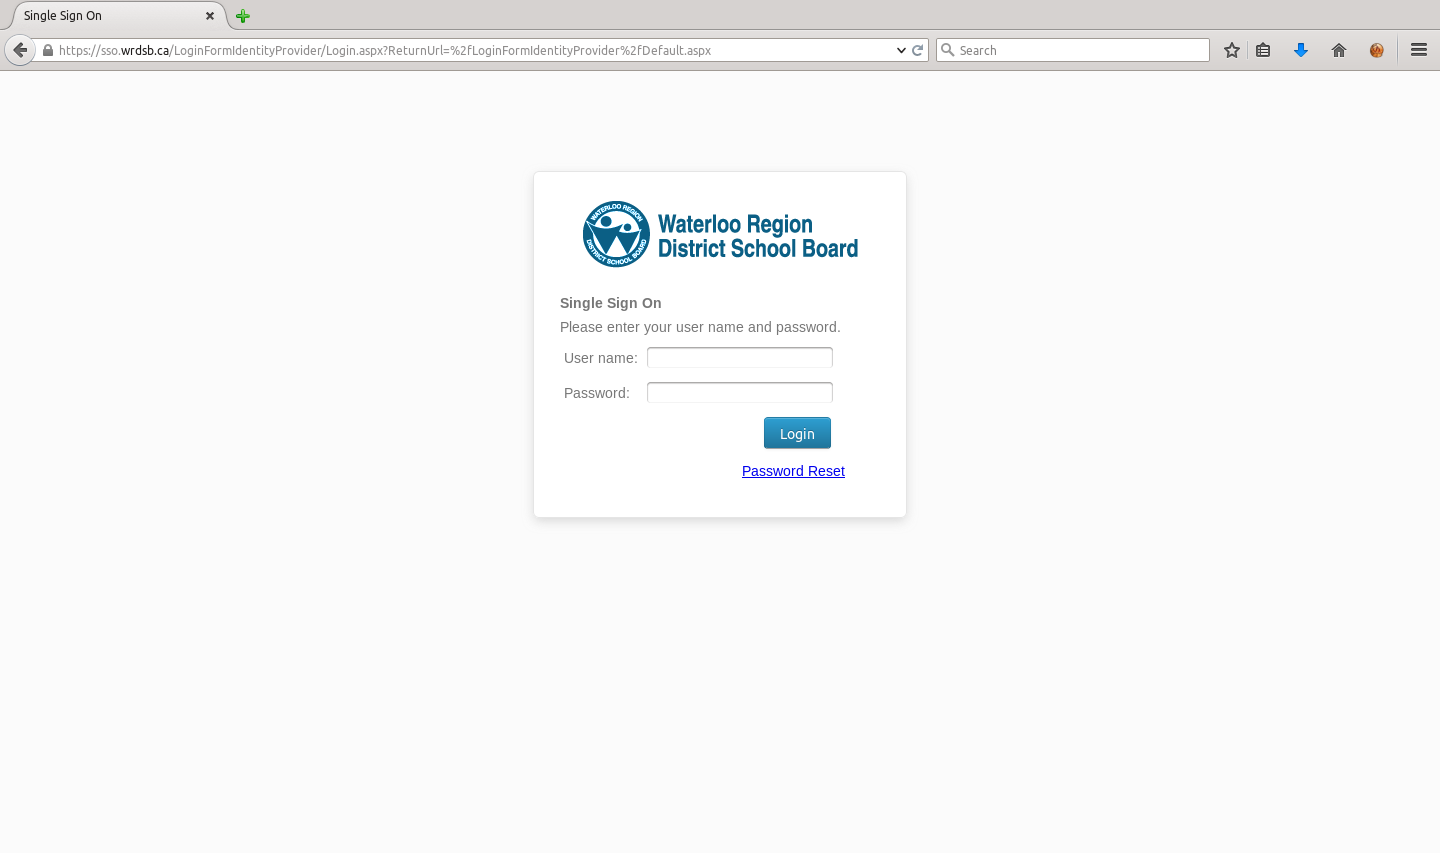 Single Sign On
https://sso.wrdsb.ca/LoginFormIdentityProvider/Login.aspx?ReturnUrl=%2fLoginFormIdentityProvider%2fDefault.aspx
Search
WATERLOO REGION
DISTRICT SCHOOL BOARD
Waterloo Region
District School Board
Single Sign On
Please enter your user name and password.
User name:
Password:
Login
Password Reset